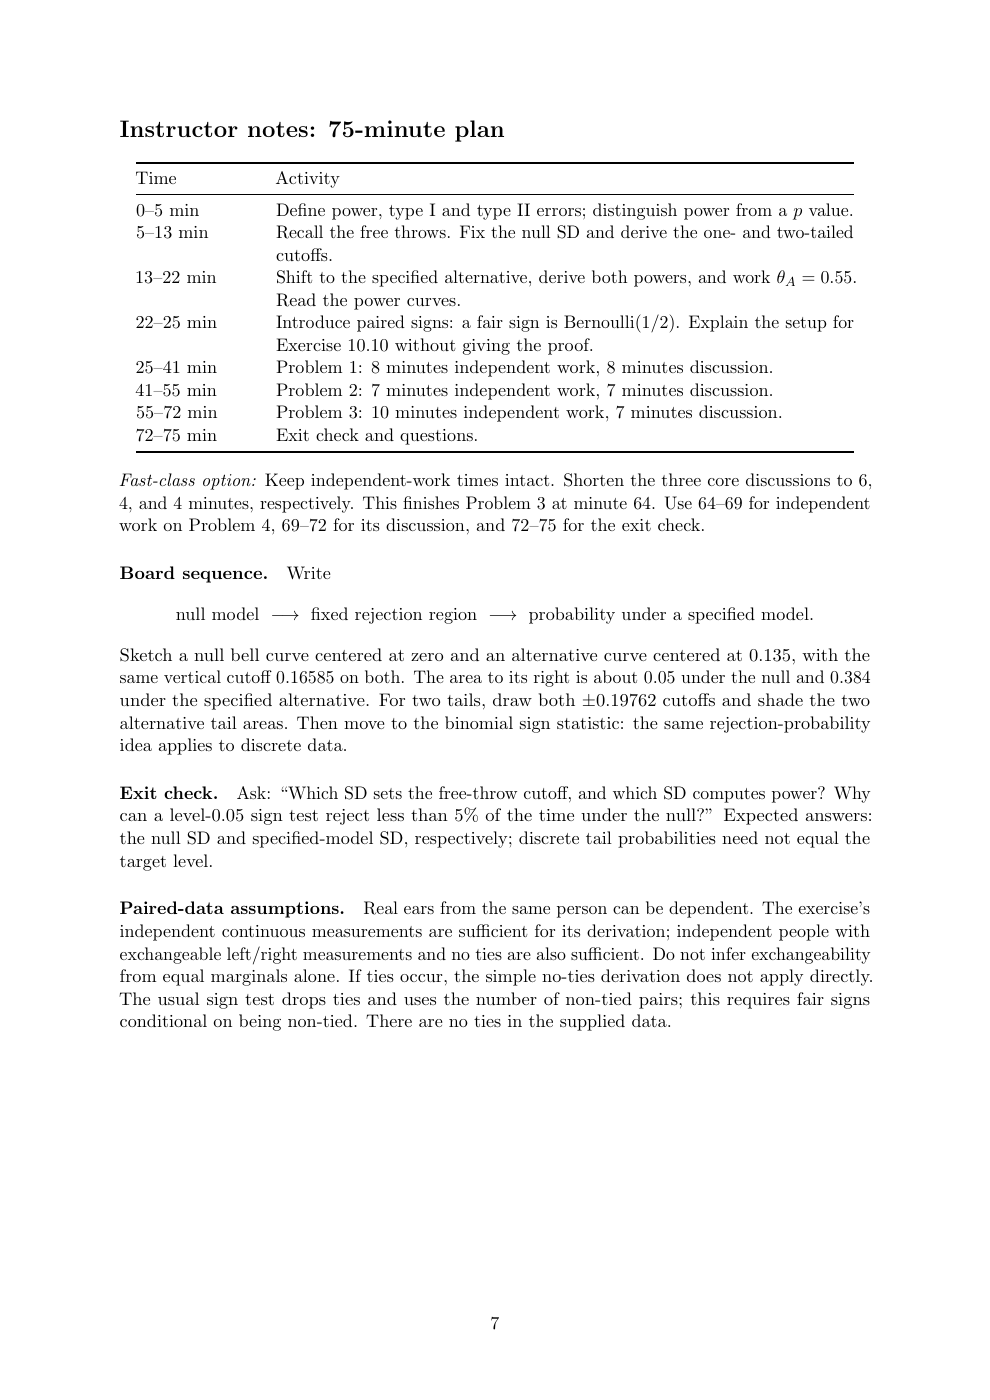 Instructor notes: 75-minute plan
Time Activity
0–5 min Define power, type I and type II errors; distinguish power from a p value.
5–13 min Recall the free throws. Fix the null SD and derive the one- and two-tailed
cutoffs.
13–22 min Shift to the specified alternative, derive both powers, and work θ_A = 0.55.
Read the power curves.
22–25 min Introduce paired signs: a fair sign is Bernoulli(1/2). Explain the setup for
Exercise 10.10 without giving the proof.
25–41 min Problem 1: 8 minutes independent work, 8 minutes discussion.
41–55 min Problem 2: 7 minutes independent work, 7 minutes discussion.
55–72 min Problem 3: 10 minutes independent work, 7 minutes discussion.
72–75 min Exit check and questions.
Fast-class option: Keep independent-work times intact. Shorten the three core discussions to 6,
4, and 4 minutes, respectively. This finishes Problem 3 at minute 64. Use 64–69 for independent
work on Problem 4, 69–72 for its discussion, and 72–75 for the exit check.
Board sequence. Write
null model ⟶ fixed rejection region ⟶ probability under a specified model.
Sketch a null bell curve centered at zero and an alternative curve centered at 0.135, with the
same vertical cutoff 0.16585 on both. The area to its right is about 0.05 under the null and 0.384
under the specified alternative. For two tails, draw both ±0.19762 cutoffs and shade the two
alternative tail areas. Then move to the binomial sign statistic: the same rejection-probability
idea applies to discrete data.
Exit check. Ask: “Which SD sets the free-throw cutoff, and which SD computes power? Why
can a level-0.05 sign test reject less than 5% of the time under the null?” Expected answers:
the null SD and specified-model SD, respectively; discrete tail probabilities need not equal the
target level.
Paired-data assumptions. Real ears from the same person can be dependent. The exercise’s
independent continuous measurements are sufficient for its derivation; independent people with
exchangeable left/right measurements and no ties are also sufficient. Do not infer exchangeability
from equal marginals alone. If ties occur, the simple no-ties derivation does not apply directly.
The usual sign test drops ties and uses the number of non-tied pairs; this requires fair signs
conditional on being non-tied. There are no ties in the supplied data.
7